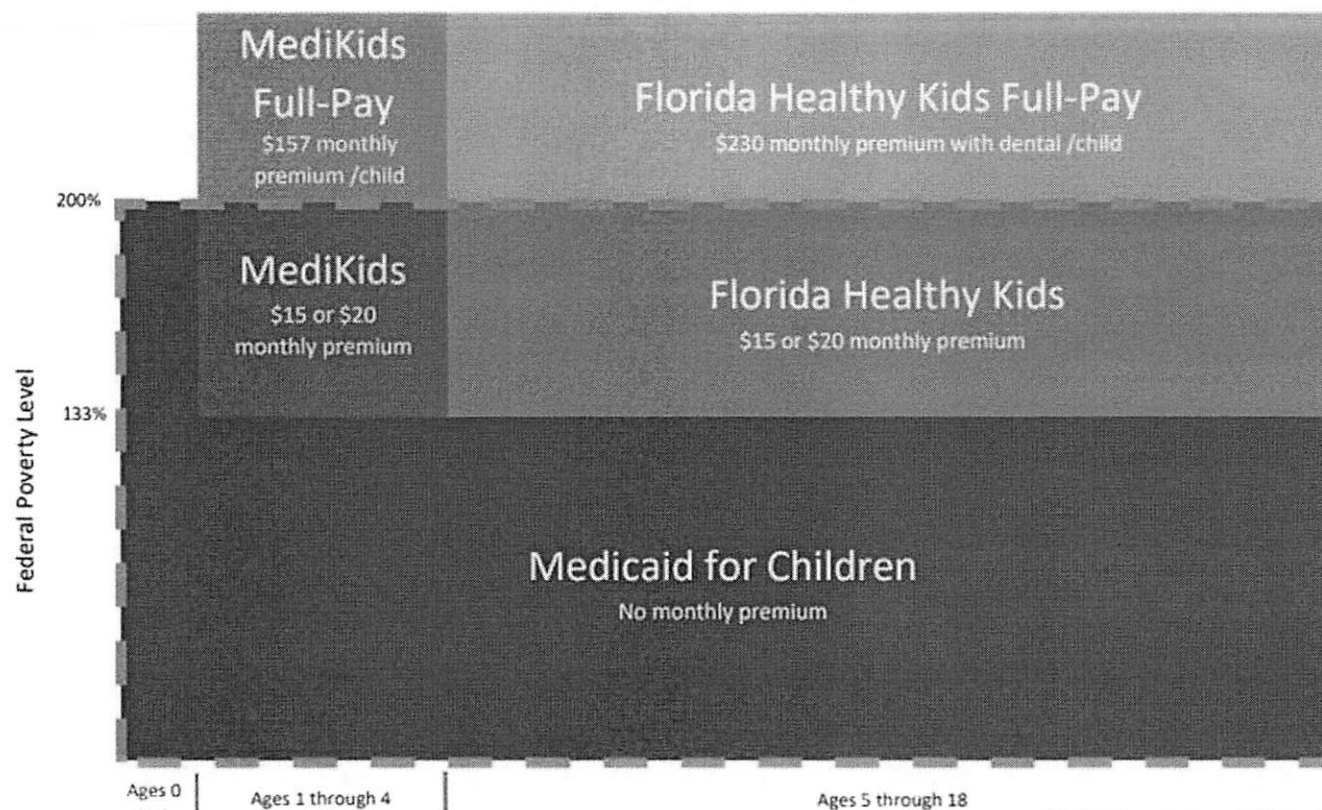 MediKids
Full-Pay
$157 monthly
premium /child
Florida Healthy Kids Full-Pay
$230 monthly premium with dental /child
200%
MediKids
$15 or $20
monthly premium
Florida Healthy Kids
$15 or $20 monthly premium
133%
Federal Poverty Level
Medicaid for Children
No monthly premium
Ages 0
Ages 1 through 4
Ages 5 through 18